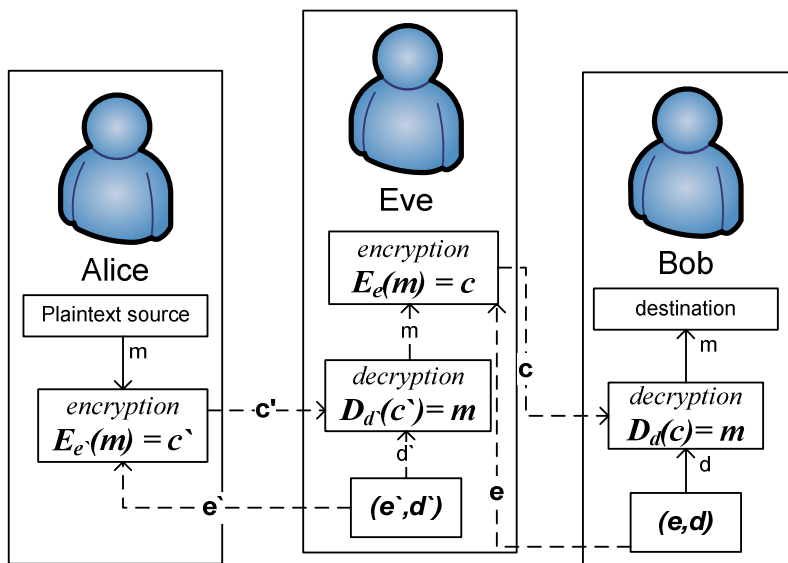 Alice
Plaintext source
m
encryption
Ee`(m) = c`
c'
e`
Eve
encryption
Ee(m) = c
m
decryption
Dd`(c`)= m
d`
(e`,d`)
c
e
Bob
destination
m
decryption
Dd(c)= m
d
(e,d)